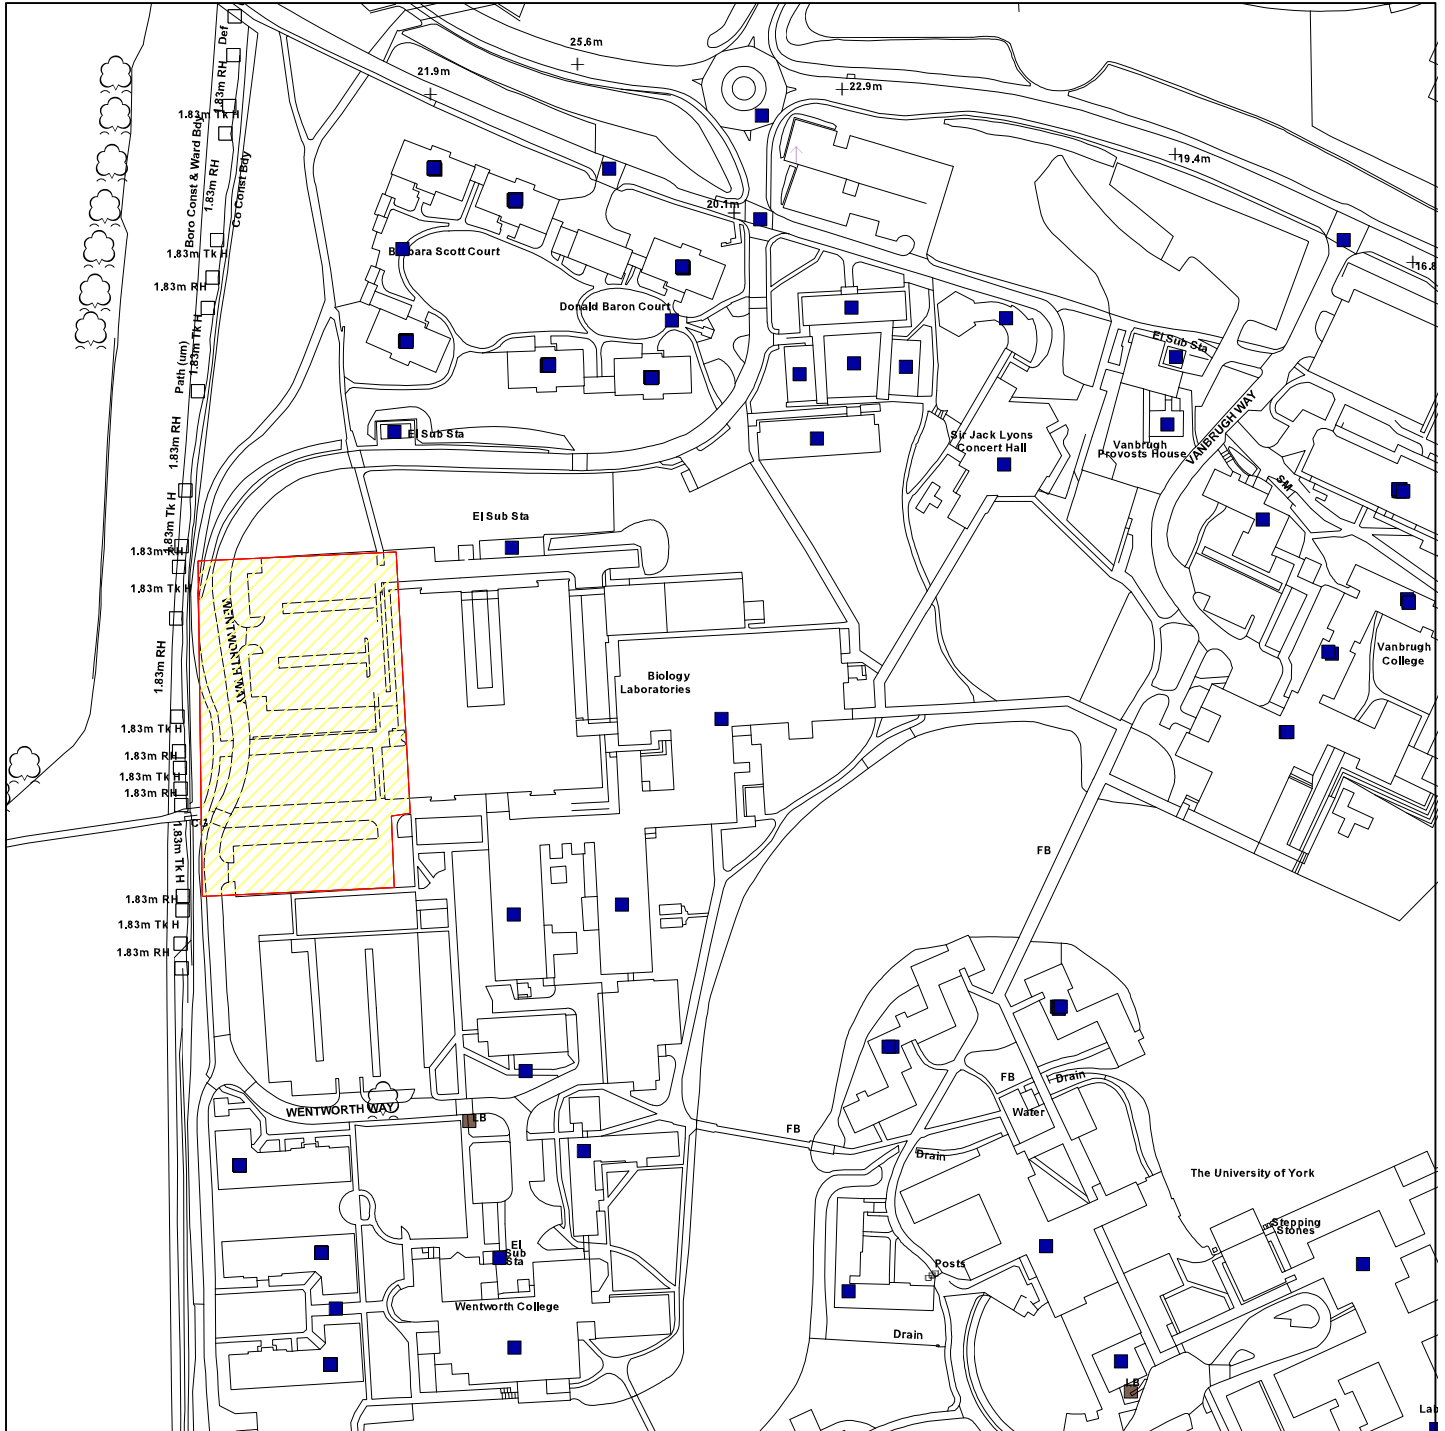 Def
25.6m
21.9m
1.83m RH
22.9m
1.83m Tk H
Boro Const & Ward Bdy
Co Const Bdy
19.4m
1.83m RH
20.1m
1.83m Tk H
Barbara Scott Court
16.8
1.83m RH
Donald Baron Court
1.83m Tk H
El Sub Sta
Path (um)
VANBRUGH WAY
1.83m RH
El Sub Sta
Sir Jack Lyons
Concert Hall
Vanbrugh
Provosts House
SM
1.83m Tk H
El Sub Sta
1.83m RH
1.83m Tk H
WENTWORTH WAY
1.83m RH
Biology
Laboratories
Vanbrugh
College
1.83m Tk H
1.83m RH
1.83m Tk H
1.83m RH
CG
1.83m Tk H
FB
1.83m RH
1.83m Tk H
1.83m RH
FB
Drain
WENTWORTH WAY
LB
Water
FB
Drain
The University of York
Stepping
Stones
El
Sub
Sta
Posts
Wentworth College
Drain
LB
Lab